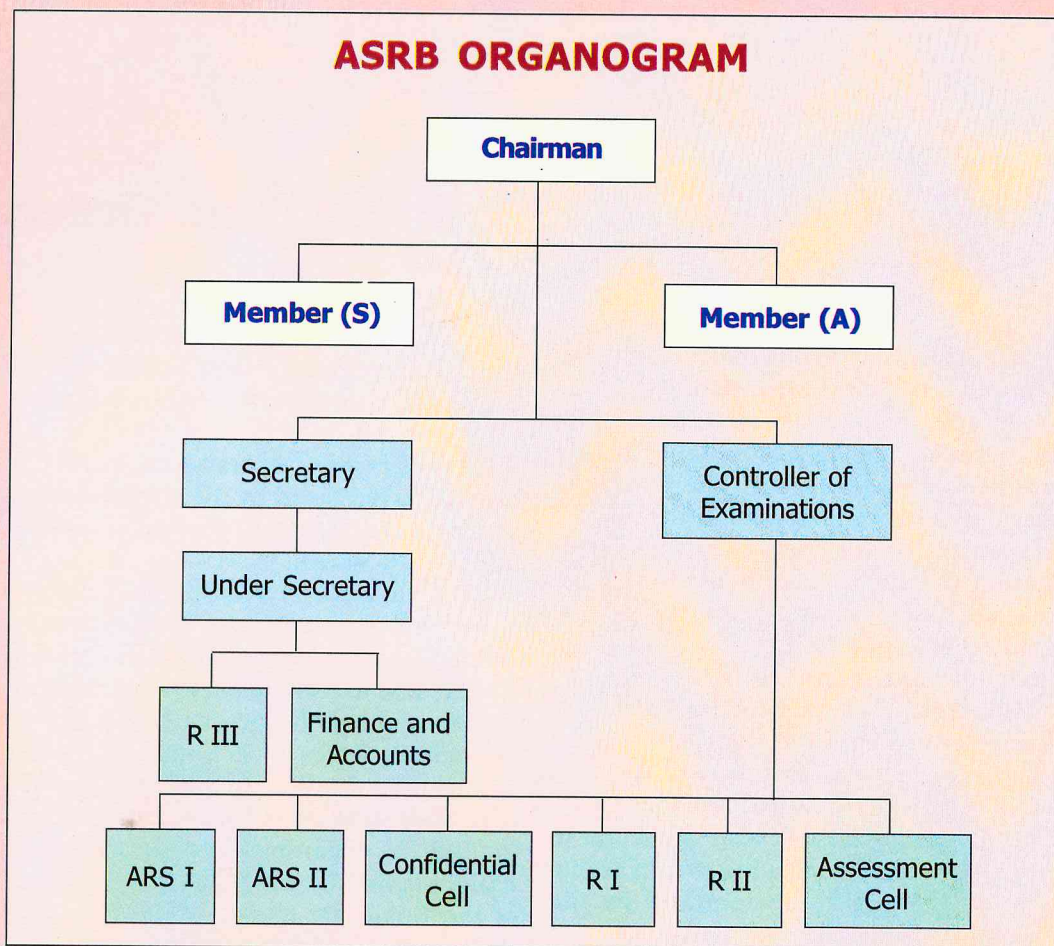 ASRB ORGANOGRAM
Chairman
Member (S)
Member (A)
Secretary
Controller of
Examinations
Under Secretary
R III
Finance and
Accounts
ARS I
ARS II
Confidential
Cell
R I
R II
Assessment
Cell